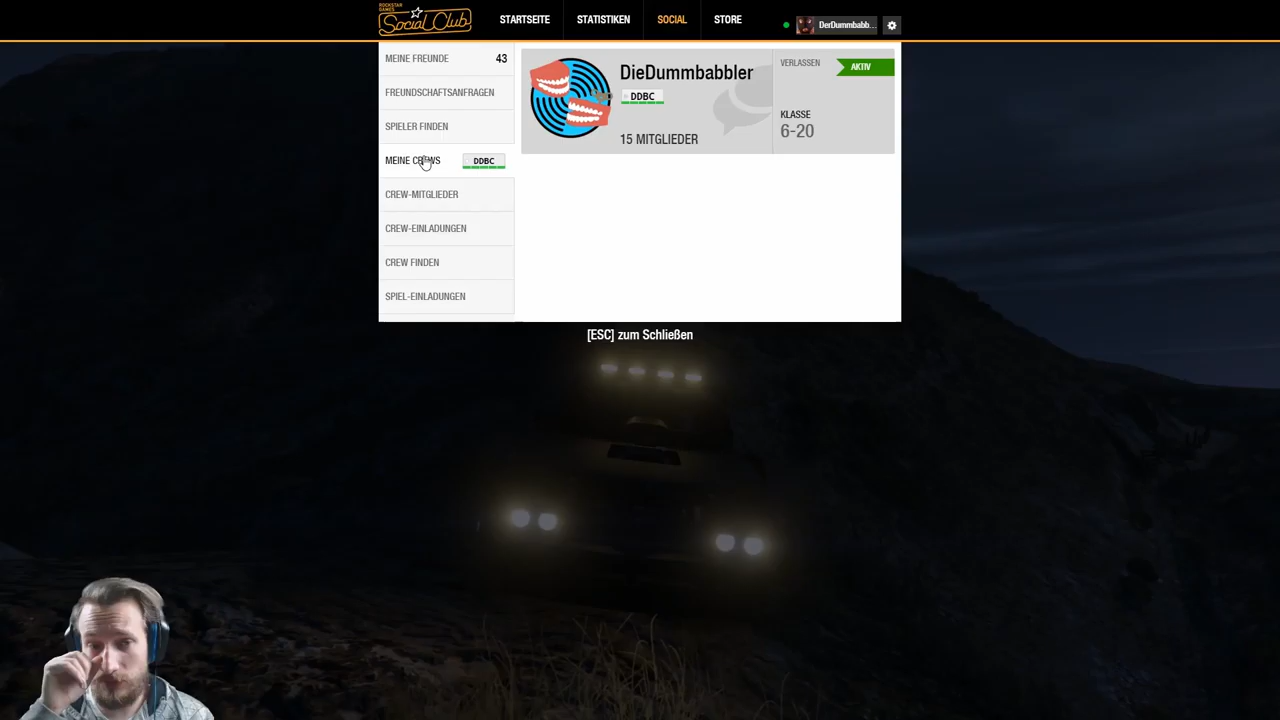 ROCKSTAR
GAMES
Social Club
STARTSEITE
STATISTIKEN
SOCIAL
STORE
DerDummbabb...
MEINE FREUNDE 43
FREUNDSCHAFTSANFRAGEN
SPIELER FINDEN
MEINE CREWS DDBC
CREW-MITGLIEDER
CREW-EINLADUNGEN
CREW FINDEN
SPIEL-EINLADUNGEN
DieDummbabbler
DDBC
15 MITGLIEDER
VERLASSEN
AKTIV
KLASSE
6-20
[ESC] zum Schließen